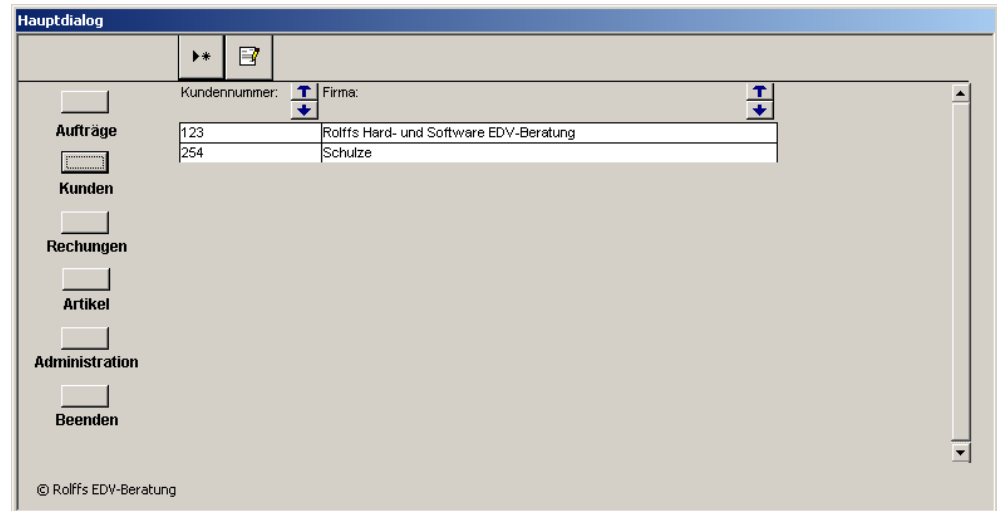 Hauptdialog
Kundennummer: Firma:
123 Rolffs Hard- und Software EDV-Beratung
254 Schulze
Aufträge
Kunden
Rechungen
Artikel
Administration
Beenden
© Rolffs EDV-Beratung